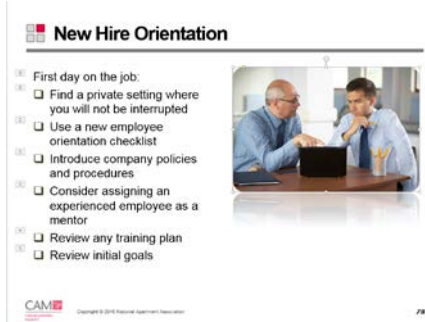 New Hire Orientation
First day on the job:
Find a private setting where
you will not be interrupted
Use a new employee
orientation checklist
Introduce company policies
and procedures
Consider assigning an
experienced employee as a
mentor
Review any training plan
Review initial goals
CAM
Copyright © 2016 National Apartment Association